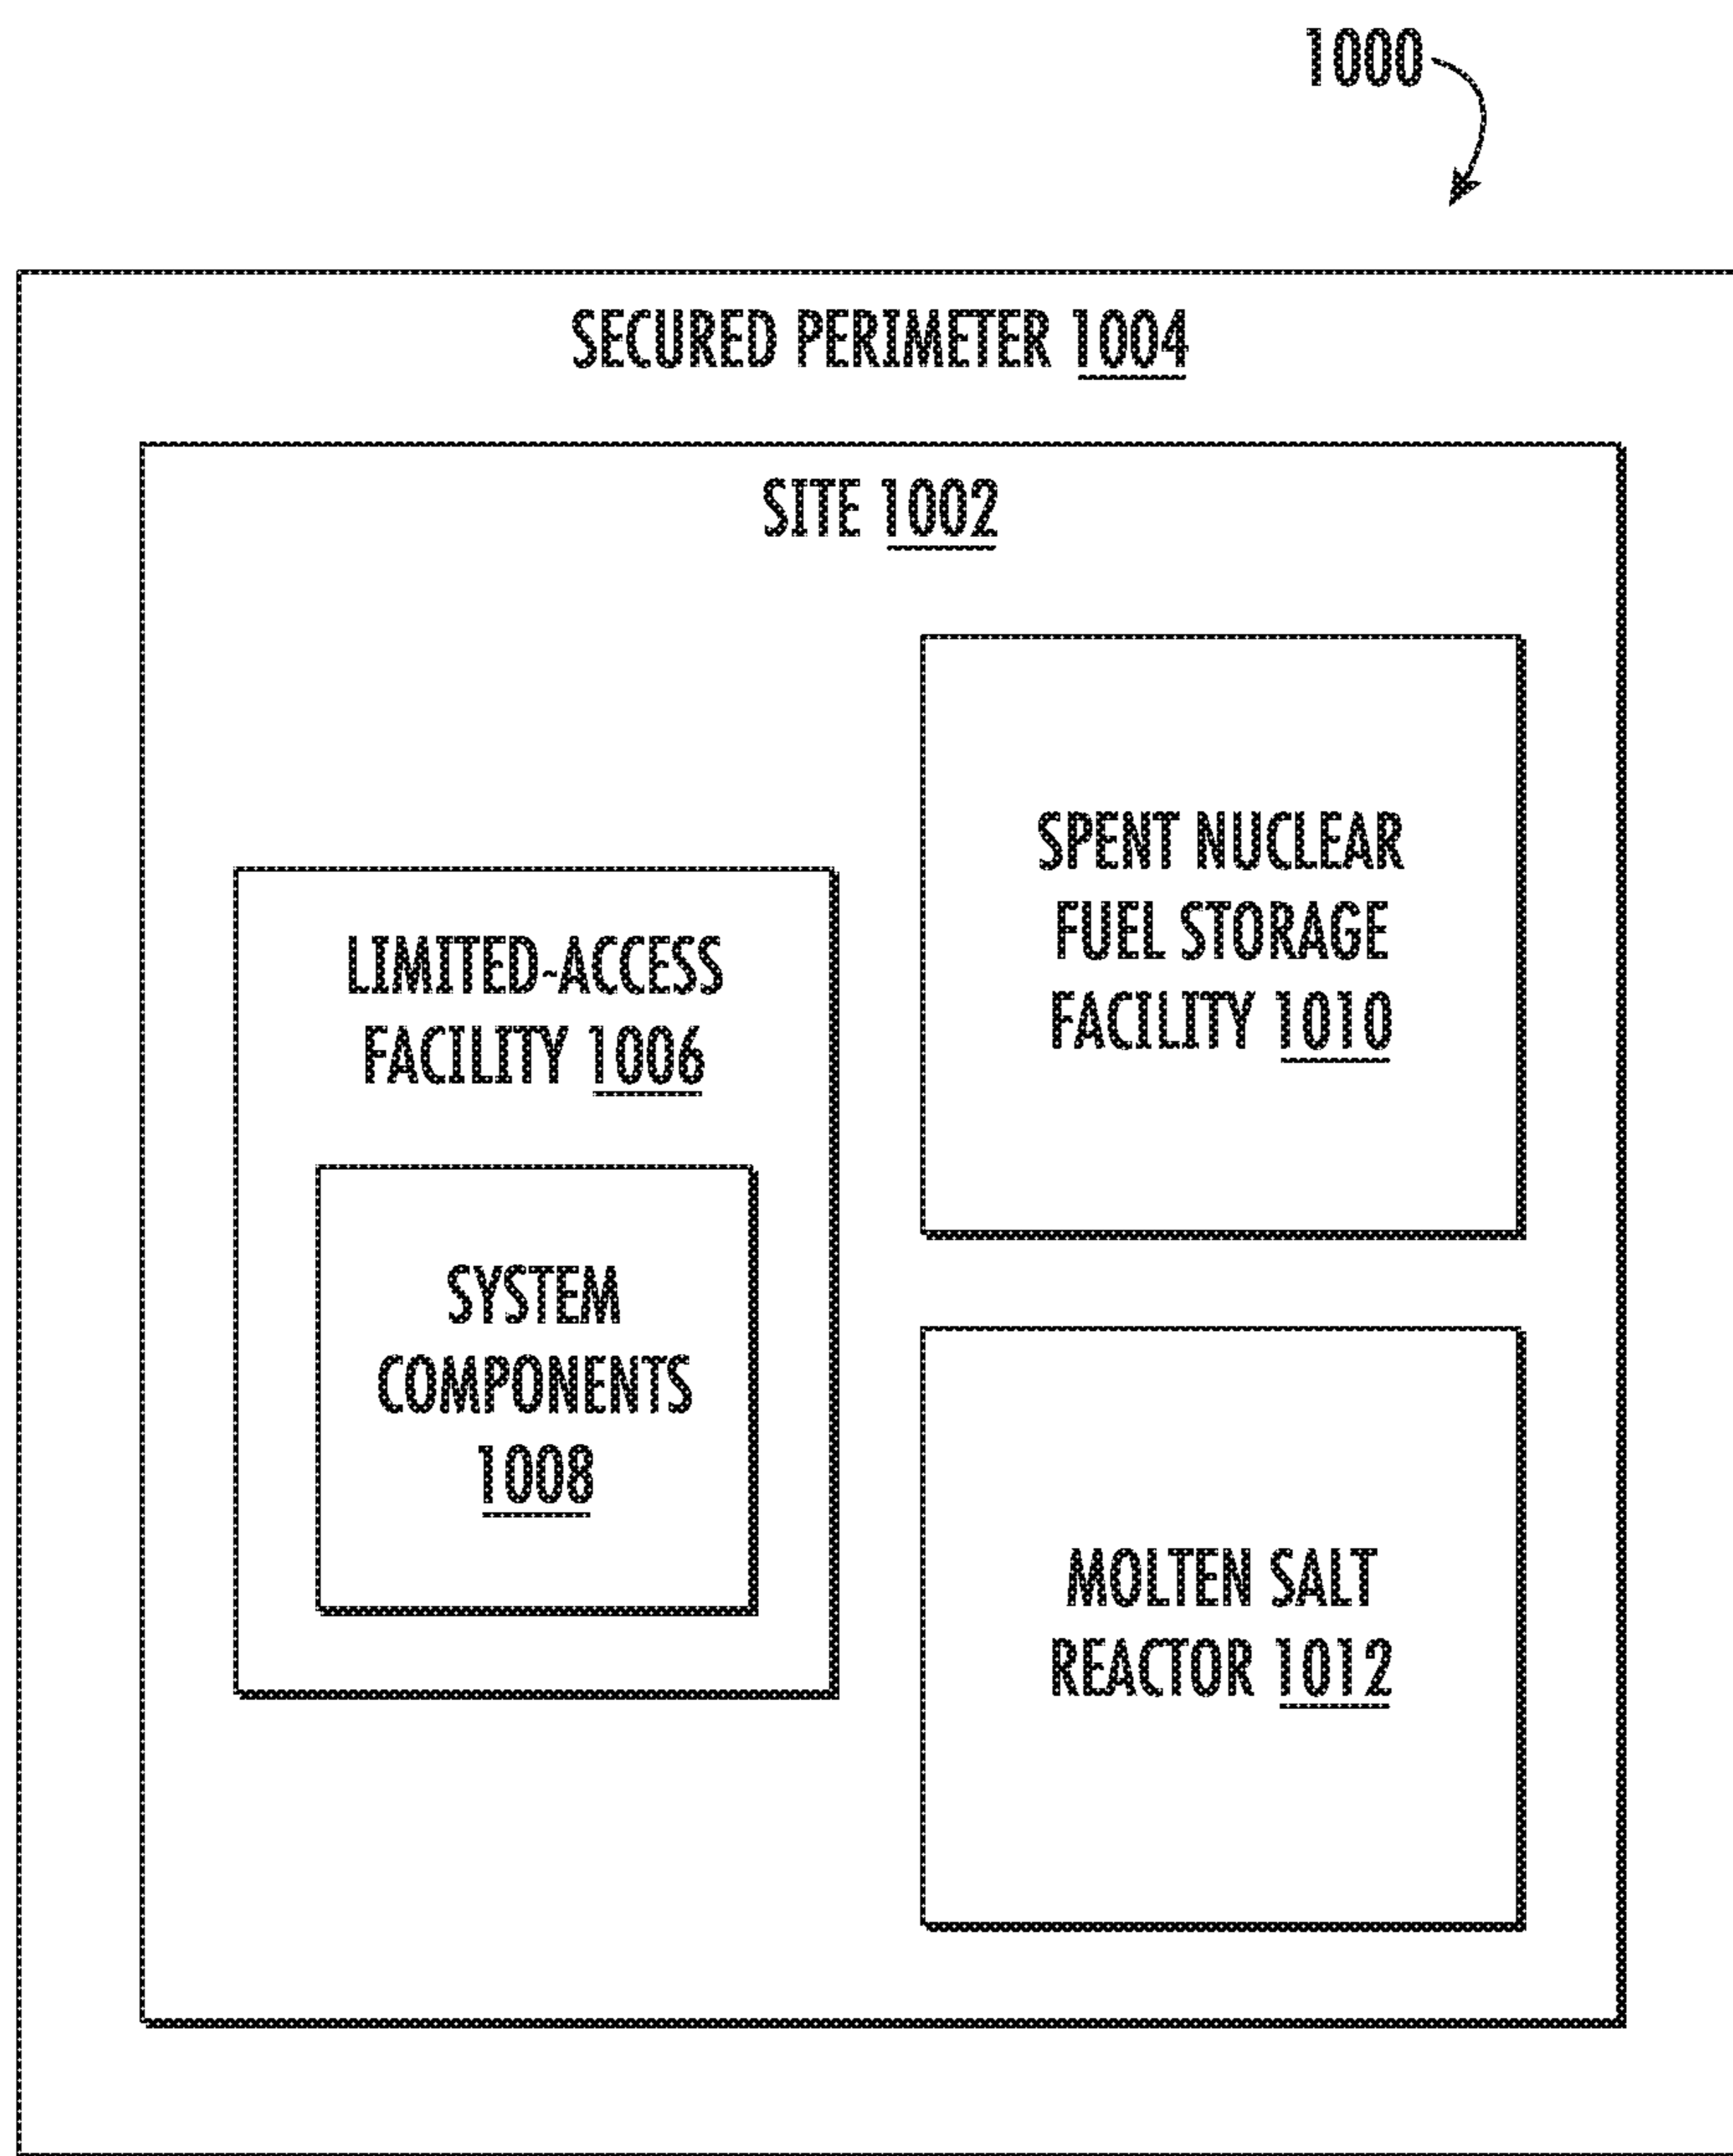 1000
SECURED PERIMETER 1004
SITE 1002
LIMITED-ACCESS
FACILITY 1006
SYSTEM
COMPONENTS
1008
SPENT NUCLEAR
FUEL STORAGE
FACILITY 1010
MOLTEN SALT
REACTOR 1012